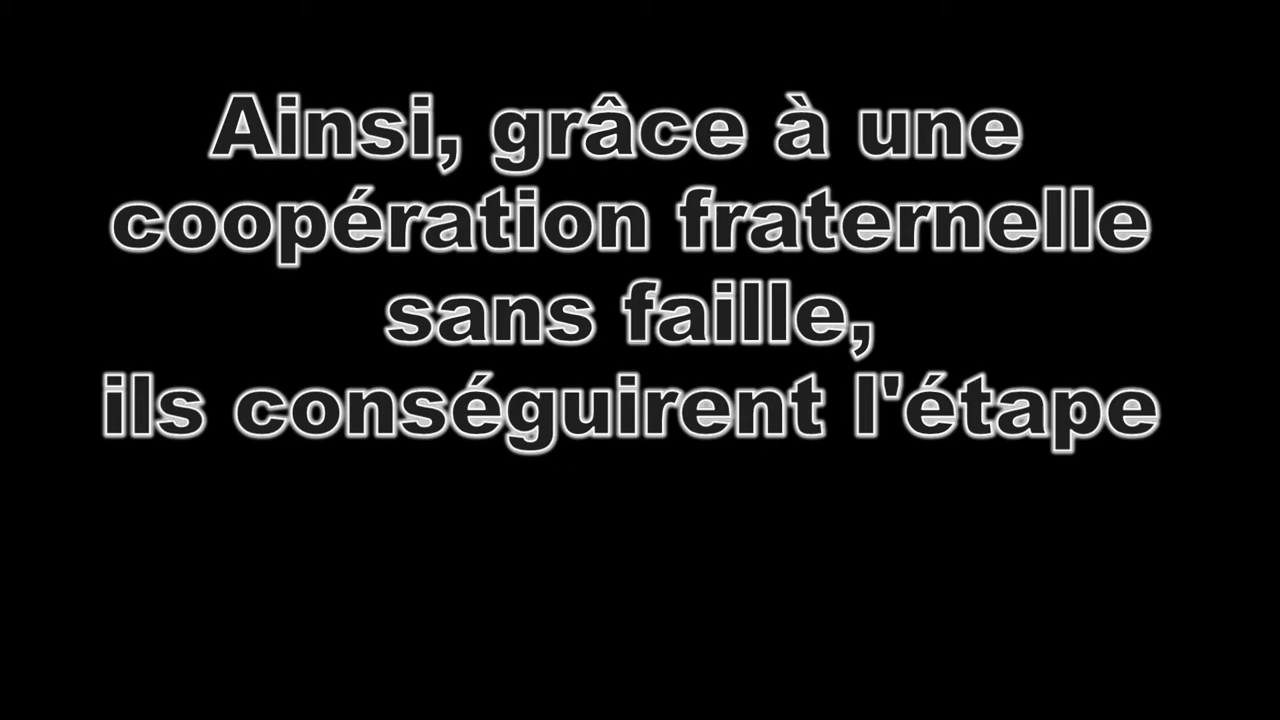 Ainsi, grâce à une
coopération fraternelle
sans faille,
ils conséguirent l'étape